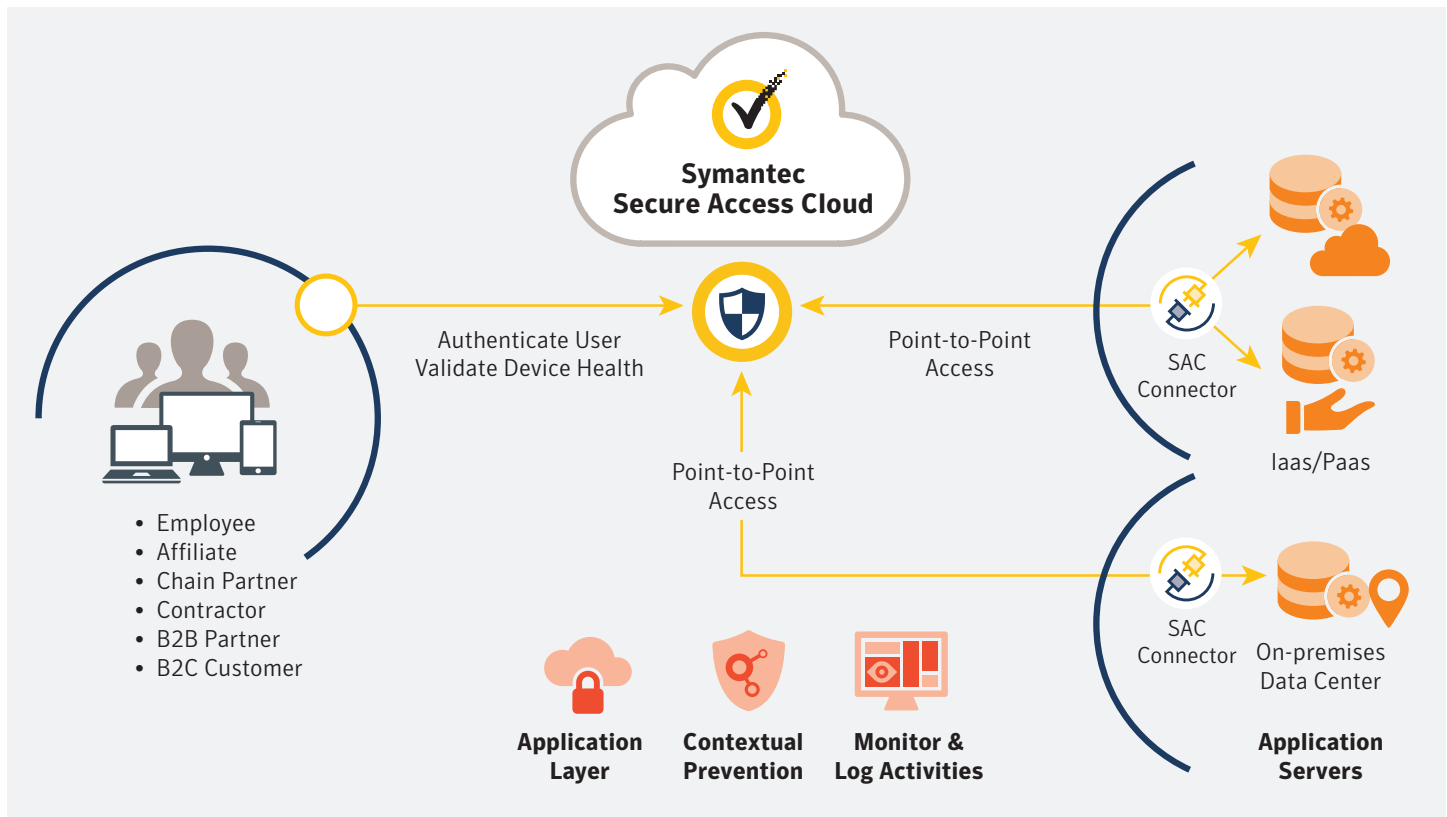 Symantec
Secure Access Cloud
Authenticate User
Validate Device Health
Point-to-Point
Access
SAC
Connector
Iaas/Paas
Point-to-Point
Access
• Employee
• Affiliate
• Chain Partner
• Contractor
• B2B Partner
• B2C Customer
SAC
Connector
On-premises
Data Center
Application
Layer
Contextual
Prevention
Monitor &
Log Activities
Application
Servers